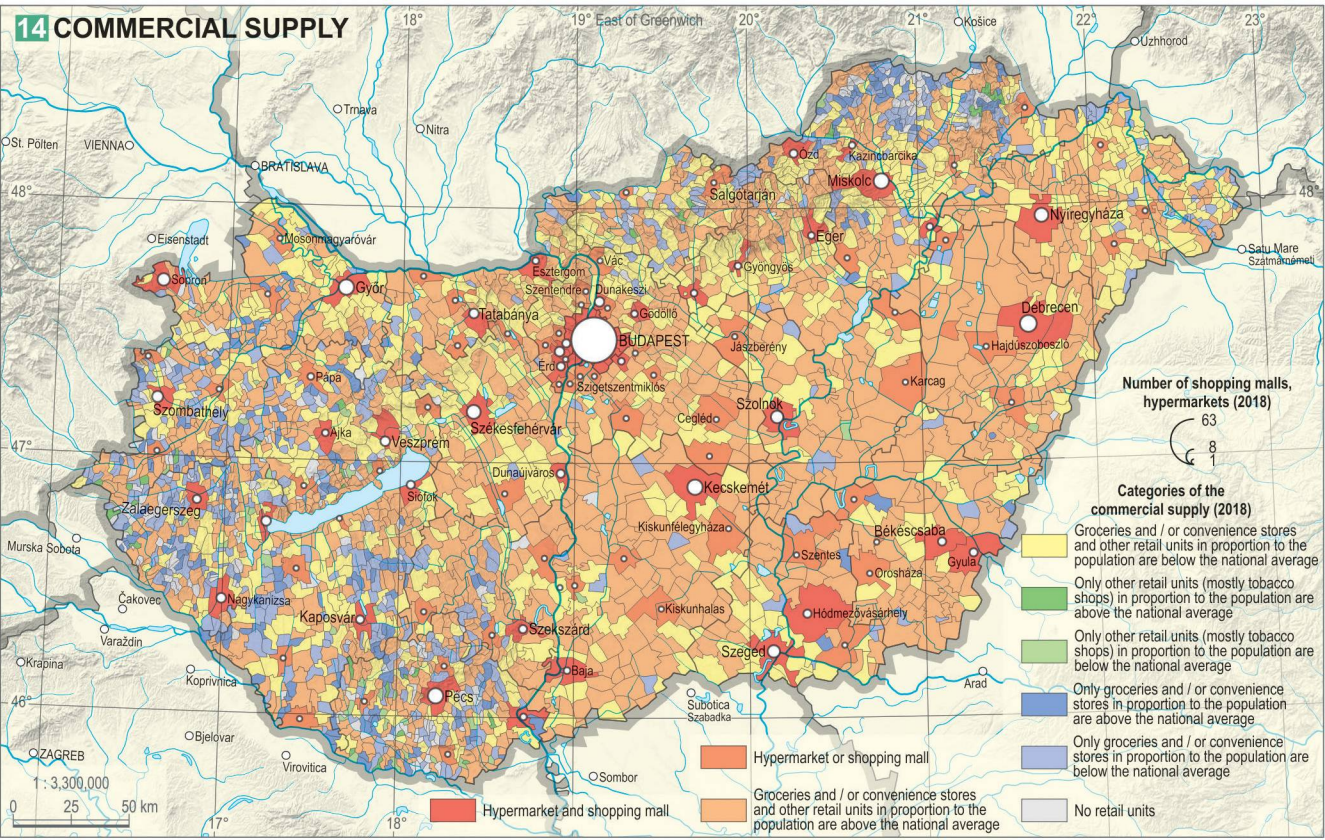 14 COMMERCIAL SUPPLY
18°
19°
East of Greenwich
20°
21°
22°
23°
Košice
Uzhhorod
Trnava
Nitra
St. Pölten
VIENNA
BRATISLAVA
Ózd
Kazincbarcika
Miskolc
Salgótarján
48°
48°
Nyíregyháza
Eisenstadt
Mosonmagyaróvár
Eger
Satu Mare
Szatmárnémeti
Sopron
Győr
Esztergom
Vác
Gyöngyös
Szentendre
Dunakeszi
Tatabánya
Gödöllő
Debrecen
BUDAPEST
Jászberény
Hajdúszoboszló
Érd
Pápa
Szigetszentmiklós
Karcag
Szombathely
Cegléd
Szolnok
Ajka
Veszprém
Székesfehérvár
47°
47°
Dunaújváros
Siófok
Kecskemét
Zalaegerszeg
Kiskunfélegyháza
Békéscsaba
Murska Sobota
Szentes
Gyula
Orosháza
Čakovec
Nagykanizsa
Kaposvár
Kiskunhalas
Hódmezővásárhely
Varaždin
Szekszárd
Szeged
Krapina
Koprivnica
Baja
Arad
Pécs
46°
46°
Subotica
Szabadka
Bjelovar
ZAGREB
Virovitica
Sombor
1 : 3,300,000
0 25 50 km
17°
18°
19°
20°
21°
Number of shopping malls,
hypermarkets (2018)
63
8
1
Categories of the
commercial supply (2018)
Groceries and / or convenience stores
and other retail units in proportion to the
population are below the national average
Only other retail units (mostly tobacco
shops) in proportion to the population are
above the national average
Only other retail units (mostly tobacco
shops) in proportion to the population are
below the national average
Only groceries and / or convenience
stores in proportion to the population
are above the national average
Only groceries and / or convenience
stores in proportion to the population are
below the national average
No retail units
Hypermarket or shopping mall
Groceries and / or convenience stores
and other retail units in proportion to the
population are above the national average
Hypermarket and shopping mall